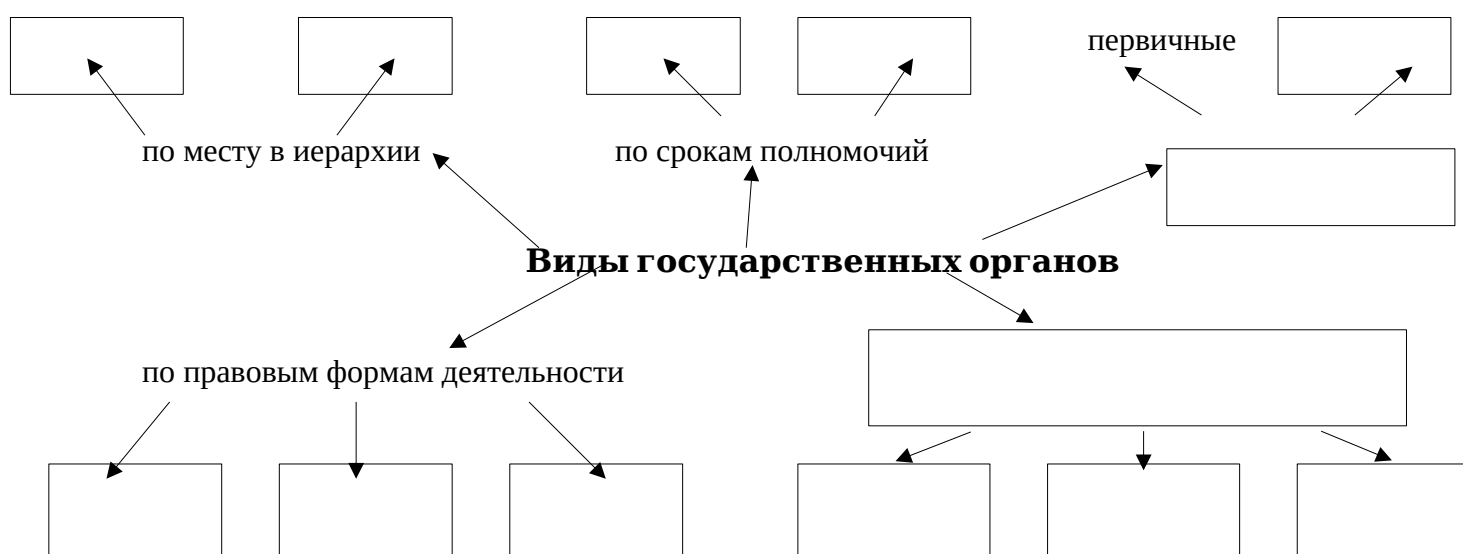 первичные
по месту в иерархии
по срокам полномочий
Виды государственных органов
по правовым формам деятельности